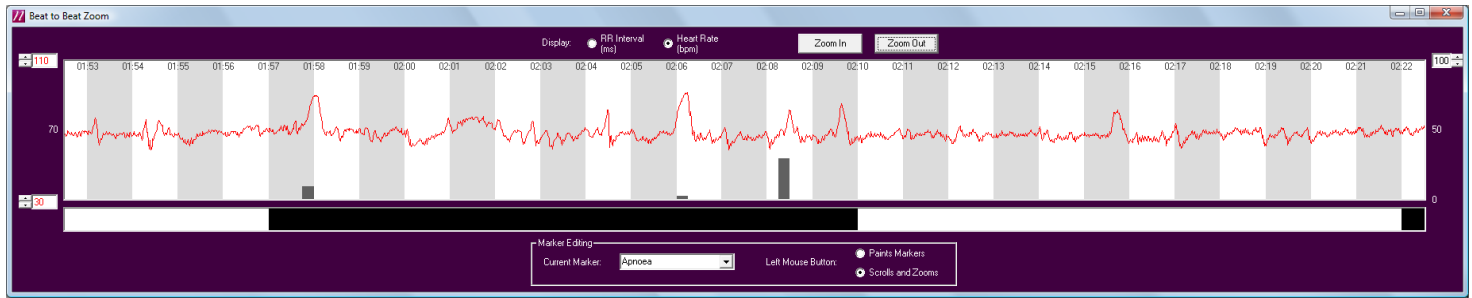 Beat to Beat Zoom
Display: RR Interval (ms) Heart Rate (bpm) Zoom In Zoom Out
110 01:53 01:54 01:55 01:56 01:57 01:58 01:59 02:00 02:01 02:02 02:03 02:04 02:05 02:06 02:07 02:08 02:09 02:10 02:11 02:12 02:13 02:14 02:15 02:16 02:17 02:18 02:19 02:20 02:21 02:22 100
70 50
30 0
Marker Editing
Current Marker: Apnoea Left Mouse Button: Paints Markers
Scrolls and Zooms